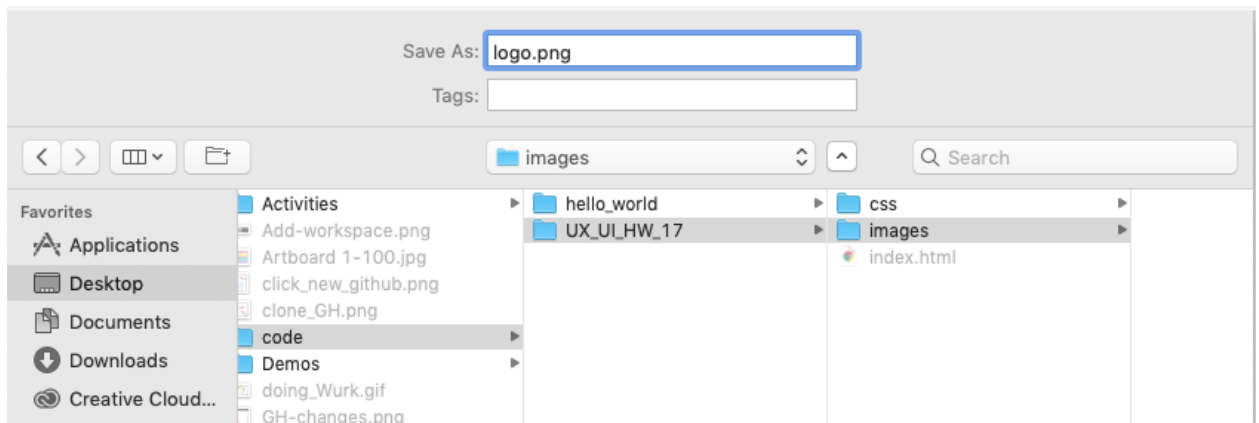 Save As: logo.png
Tags:
images
Search
Favorites
Applications
Desktop
Documents
Downloads
Creative Cloud...
Activities
Add-workspace.png
Artboard 1-100.jpg
click_new_github.png
clone_GH.png
code
Demos
doing_Wurk.gif
GH-changes.png
hello_world
UX_UI_HW_17
css
images
index.html